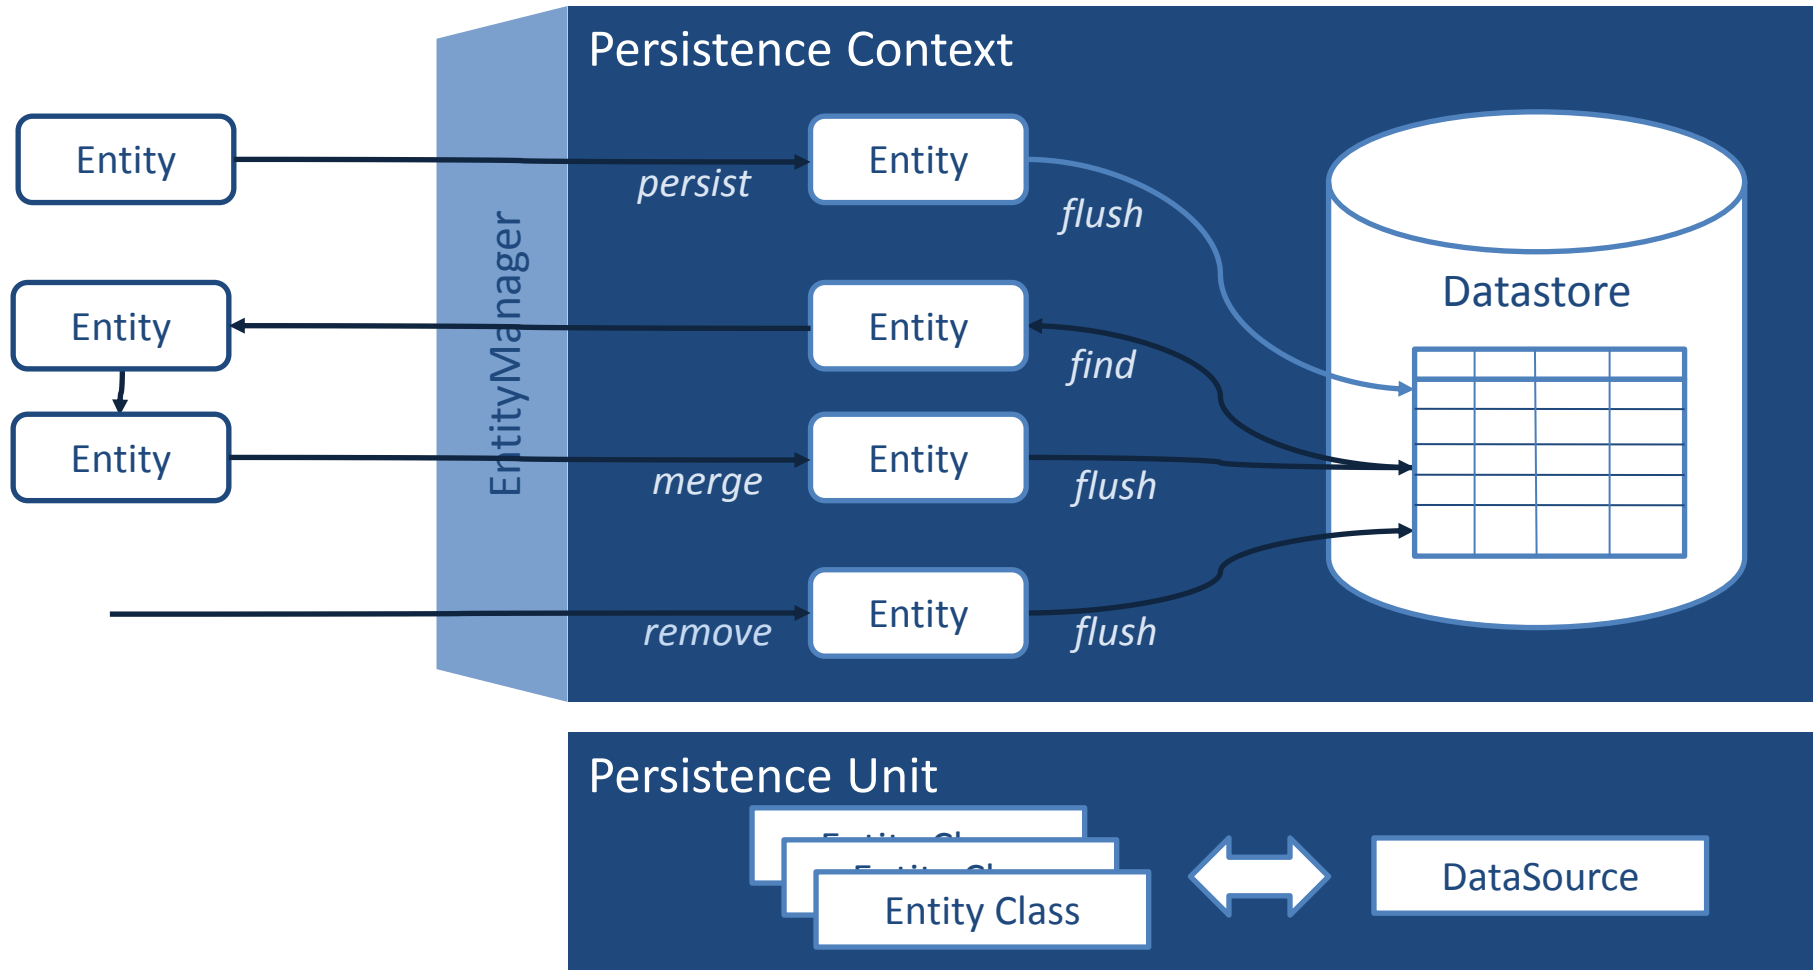 Persistence Context
Entity
persist
Entity
flush
EntityManager
Datastore
Entity
Entity
find
Entity
merge
Entity
flush
remove
Entity
flush
Persistence Unit
Entity Class
DataSource